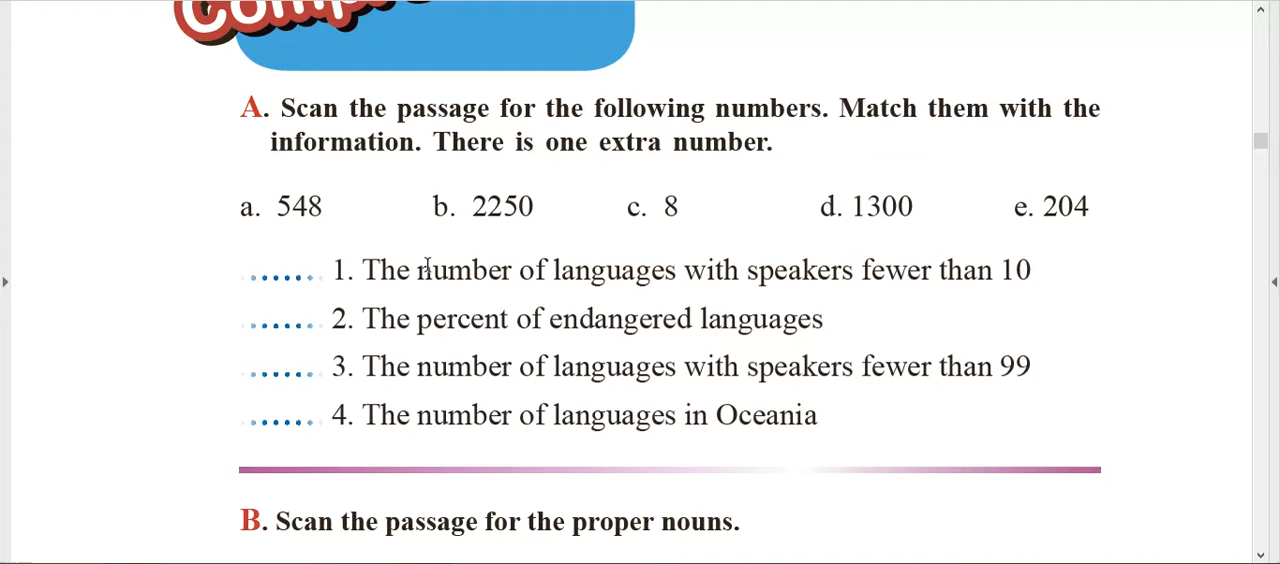 A. Scan the passage for the following numbers. Match them with the
information. There is one extra number.
a. 548 b. 2250 c. 8 d. 1300 e. 204
1. The number of languages with speakers fewer than 10
2. The percent of endangered languages
3. The number of languages with speakers fewer than 99
4. The number of languages in Oceania
B. Scan the passage for the proper nouns.